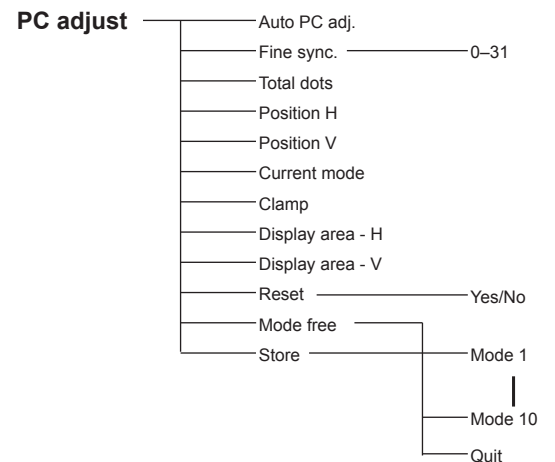 PC adjust
Auto PC adj.
Fine sync. 0–31
Total dots
Position H
Position V
Current mode
Clamp
Display area - H
Display area - V
Reset Yes/No
Mode free
Store Mode 1
Mode 10
Quit